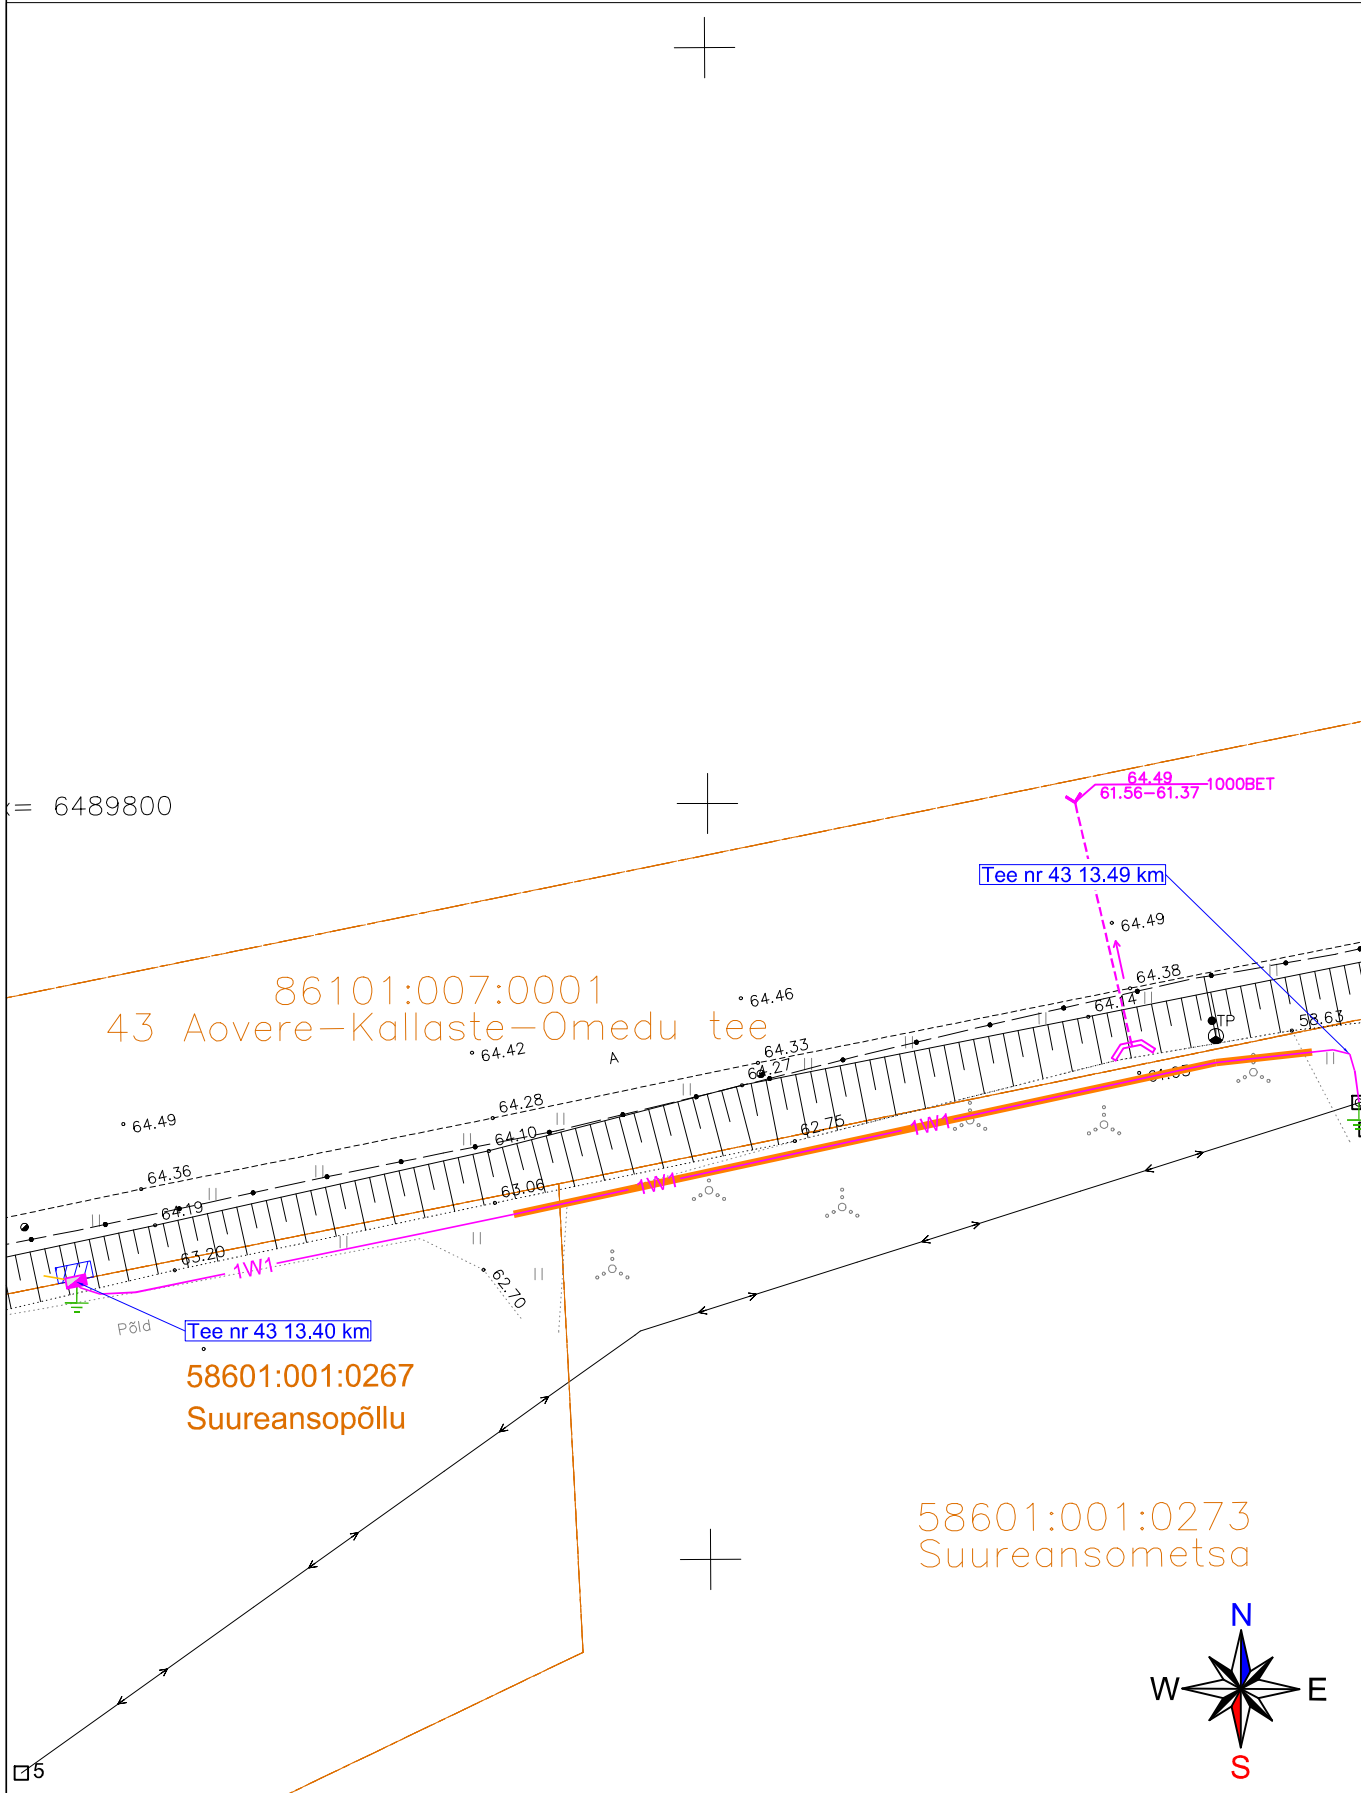 64.49
61.56-61.37 1000BET
= 6489800
Tee nr 43 13.49 km
64.49
64.38
86101:007:0001
43 Aovere-Kallaste-Omedu tee
64.46
64.14
TP
58.63
64.42
A
64.33
64.27
64.28
64.49
64.10
62.75
1W1
64.36
63.06
1W1
64.19
63.20
1W1
62.70
Põld
Tee nr 43 13.40 km
58601:001:0267
Suureansopõllu
58601:001:0273
Suureansometsa
N
W E
S
5